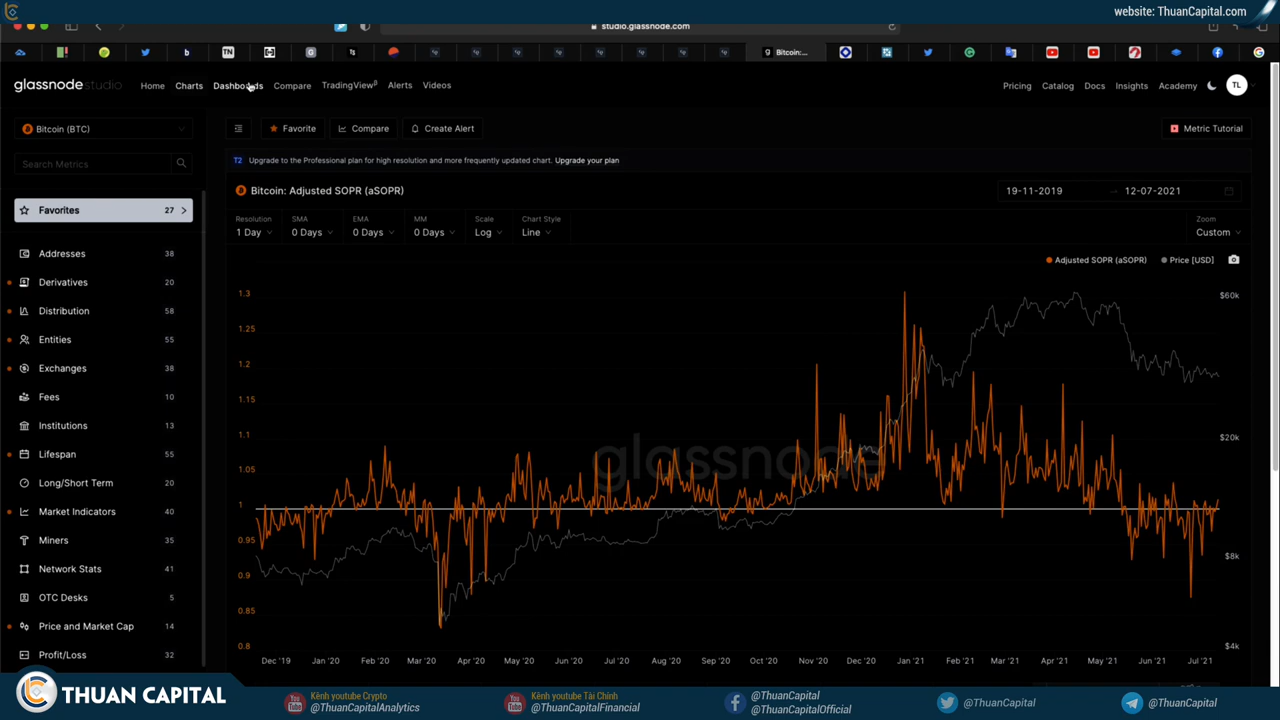 website: ThuanCapital.com
studio.glassnode.com
Bitcoin:...
glassnodestudio
Home Charts Dashboards Compare TradingViewᵝ Alerts Videos
Pricing Catalog Docs Insights Academy TL
Bitcoin (BTC)
Favorite Compare Create Alert Metric Tutorial
Search Metrics
T2 Upgrade to the Professional plan for high resolution and more frequently updated chart. Upgrade your plan
Bitcoin: Adjusted SOPR (aSOPR)
19-11-2019 → 12-07-2021
Favorites 27
Resolution SMA EMA MM Scale Chart Style Zoom
1 Day 0 Days 0 Days 0 Days Log Line Custom
Addresses 38
Derivatives 20
Distribution 58
Entities 55
Exchanges 38
Fees 10
Institutions 13
Lifespan 55
Long/Short Term 20
Market Indicators 40
Miners 35
Network Stats 41
OTC Desks 5
Price and Market Cap 14
Profit/Loss 32
Adjusted SOPR (aSOPR) Price [USD]
1.3
1.25
1.2
1.15
1.1
1.05
1
0.95
0.9
0.85
0.8
$60k
$20k
$8k
$4k
glassnode
Dec '19 Jan '20 Feb '20 Mar '20 Apr '20 May '20 Jun '20 Jul '20 Aug '20 Sep '20 Oct '20 Nov '20 Dec '20 Jan '21 Feb '21 Mar '21 Apr '21 May '21 Jun '21 Jul '21
THUAN CAPITAL
Kênh youtube Crypto
@ThuanCapitalAnalytics
Kênh youtube Tài Chính
@ThuanCapitalFinancial
@ThuanCapital
@ThuanCapitalOfficial
@ThuanCapital
@ThuanCapital